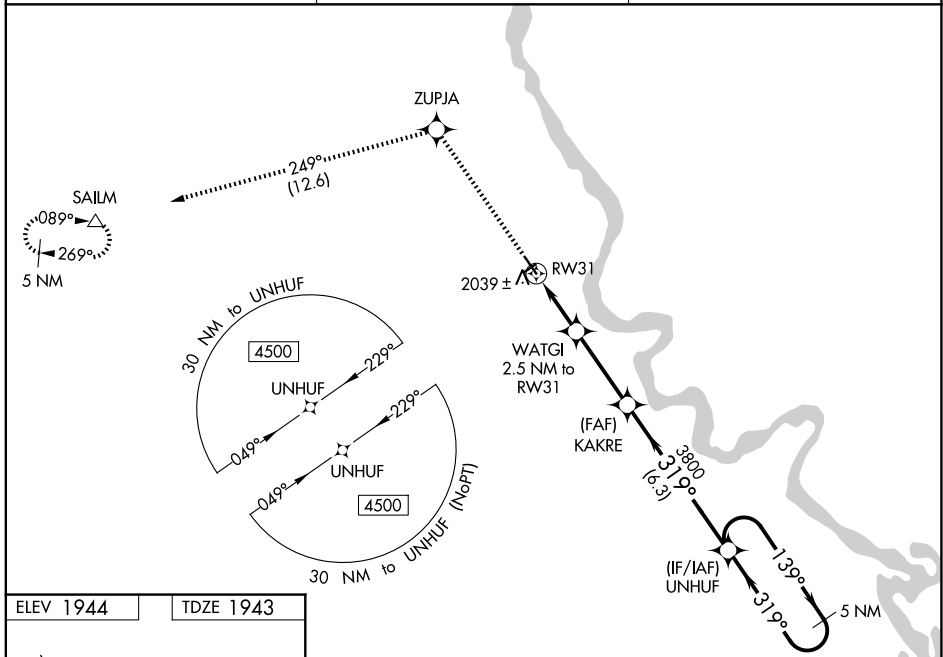 ZUPJA
249°
(12.6)
SAILM
089°
269°
5 NM
RW31
2039 ±
30 NM to UNHUF
4500
UNHUF
229°
049°
WATGI
2.5 NM to
RW31
(FAF)
KAKRE
229°
049°
UNHUF
4500
30 NM to UNHUF (NoPT)
3800
319°
(6.3)
(IF/IAF)
UNHUF
139°
319°
5 NM
ELEV 1944
TDZE 1943